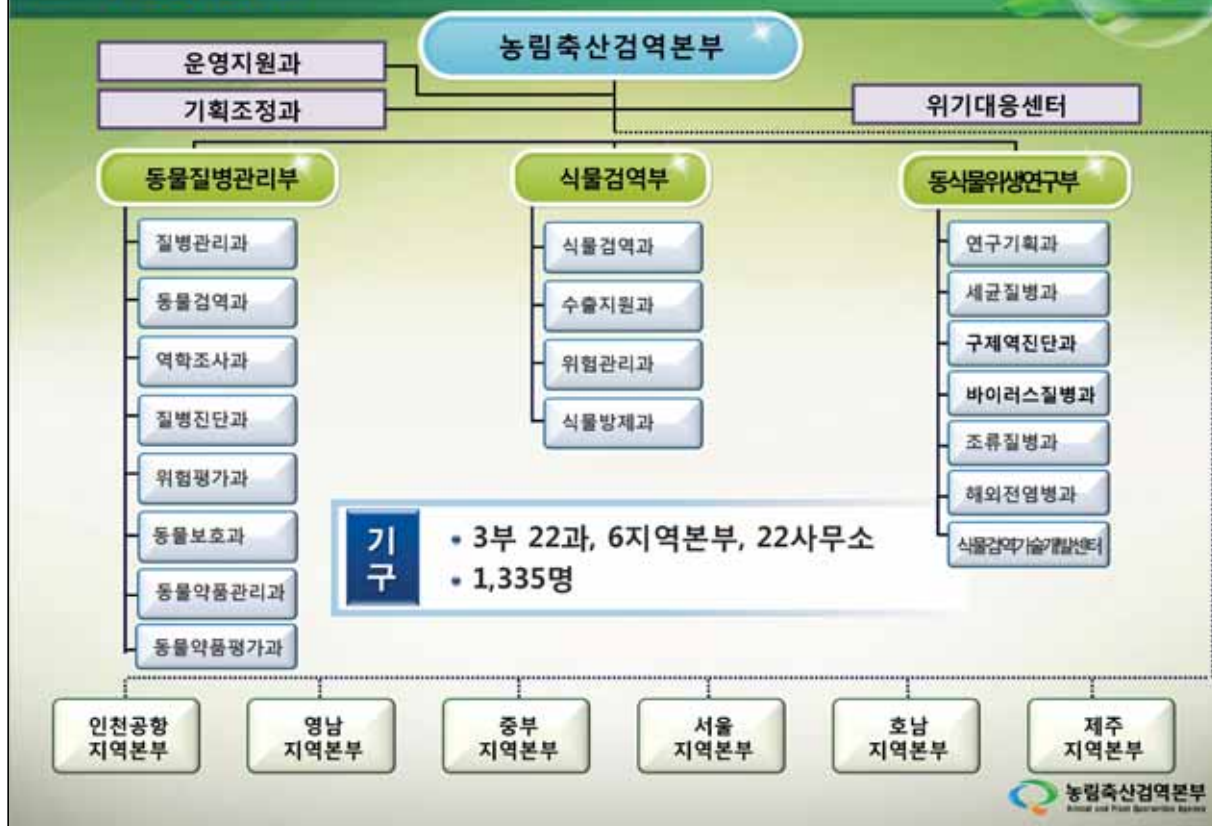 농림축산검역본부
운영지원과
기획조정과
위기대응센터
동물질병관리부
식물검역부
동식물위생연구부
질병관리과
동물검역과
역학조사과
질병진단과
위험평가과
동물보호과
동물약품관리과
동물약품평가과
식물검역과
수출지원과
위험관리과
식물방제과
연구기획과
세균질병과
구제역진단과
바이러스질병과
조류질병과
해외전염병과
식물검역기술개발센터
기구
• 3부 22과, 6지역본부, 22사무소
• 1,335명
인천공항
지역본부
영남
지역본부
중부
지역본부
서울
지역본부
호남
지역본부
제주
지역본부
농림축산검역본부
Animal and Plant Quarantine Agency